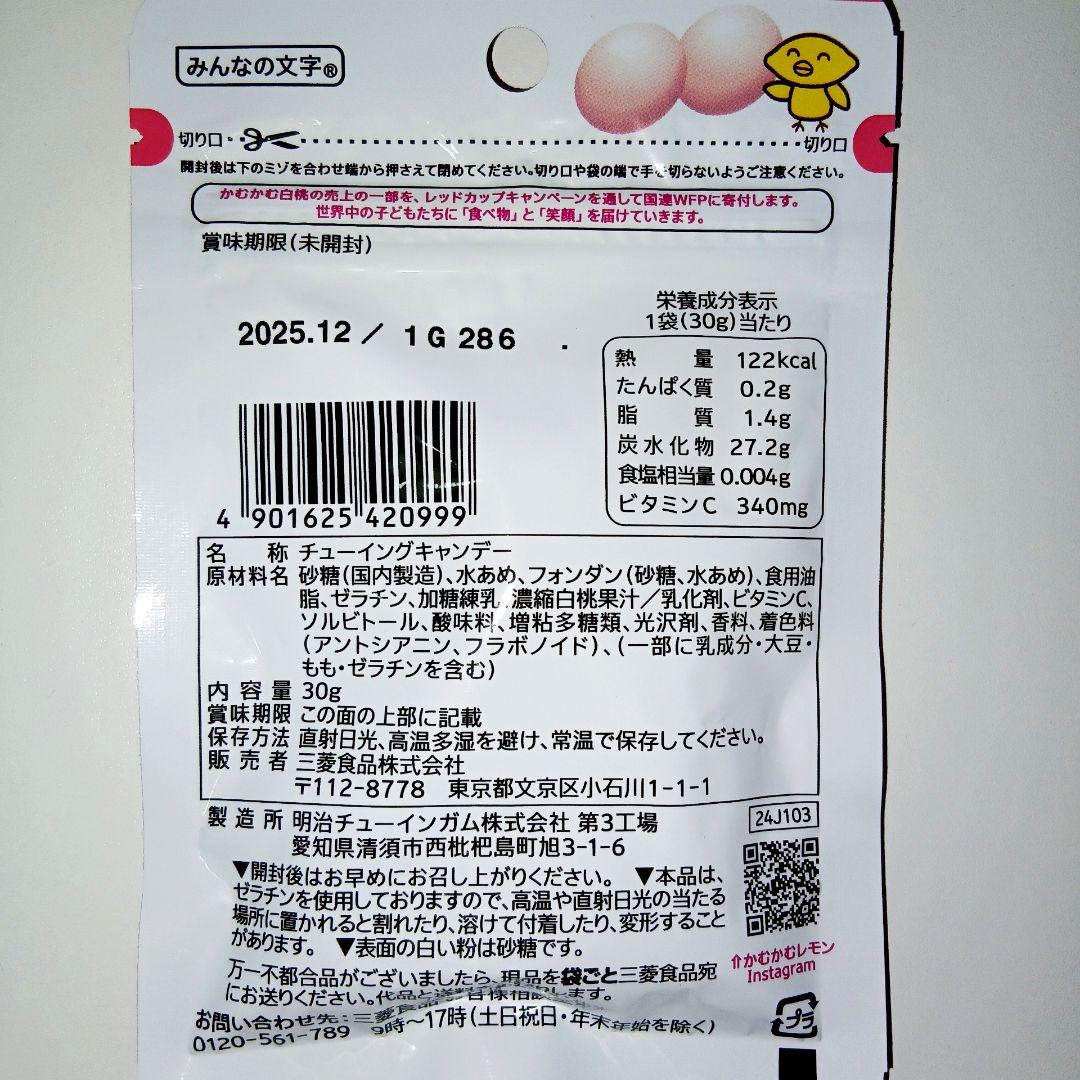 みんなの文字®
切り口 切り口
開封後は下のミゾを合わせ端から押さえて閉めてください。切り口や袋の端で手を切らないようご注意ください。
かむかむ白桃の売上の一部を、レッドカップキャンペーンを通して国連WFPに寄付します。
世界中の子どもたちに「食べ物」と「笑顔」を届けていきます。
賞味期限(未開封)
2025.12 / 1G 286 .
栄養成分表示
1袋(30g)当たり
熱量 122kcal
たんぱく質 0.2g
脂質 1.4g
炭水化物 27.2g
食塩相当量 0.004g
ビタミンC 340mg
4 901625 420999
名称 チューイングキャンデー
原材料名 砂糖(国内製造)、水あめ、フォンダン(砂糖、水あめ)、食用油
脂、ゼラチン、加糖練乳、濃縮白桃果汁/乳化剤、ビタミンC、
ソルビトール、酸味料、増粘多糖類、光沢剤、香料、着色料
(アントシアニン、フラボノイド)、(一部に乳成分・大豆・
もも・ゼラチンを含む)
内容量 30g
賞味期限 この面の上部に記載
保存方法 直射日光、高温多湿を避け、常温で保存してください。
販売者 三菱食品株式会社
〒112-8778 東京都文京区小石川1-1-1
製造所 明治チューインガム株式会社 第3工場
愛知県清須市西枇杷島町旭3-1-6
24J103
▼開封後はお早めにお召し上がりください。 ▼本品は、
ゼラチンを使用しておりますので、高温や直射日光の当たる
場所に置かれると割れたり、溶けて付着したり、変形すること
があります。 ▼表面の白い粉は砂糖です。
⇧かむかむレモン
Instagram
万一不都合品がございましたら、現品を袋ごと三菱食品宛
にお送りください。代品と送料
お問い合わせ先:三菱食品
0120-561-789 9時〜17時(土日祝日・年末年始を除く)
プラ